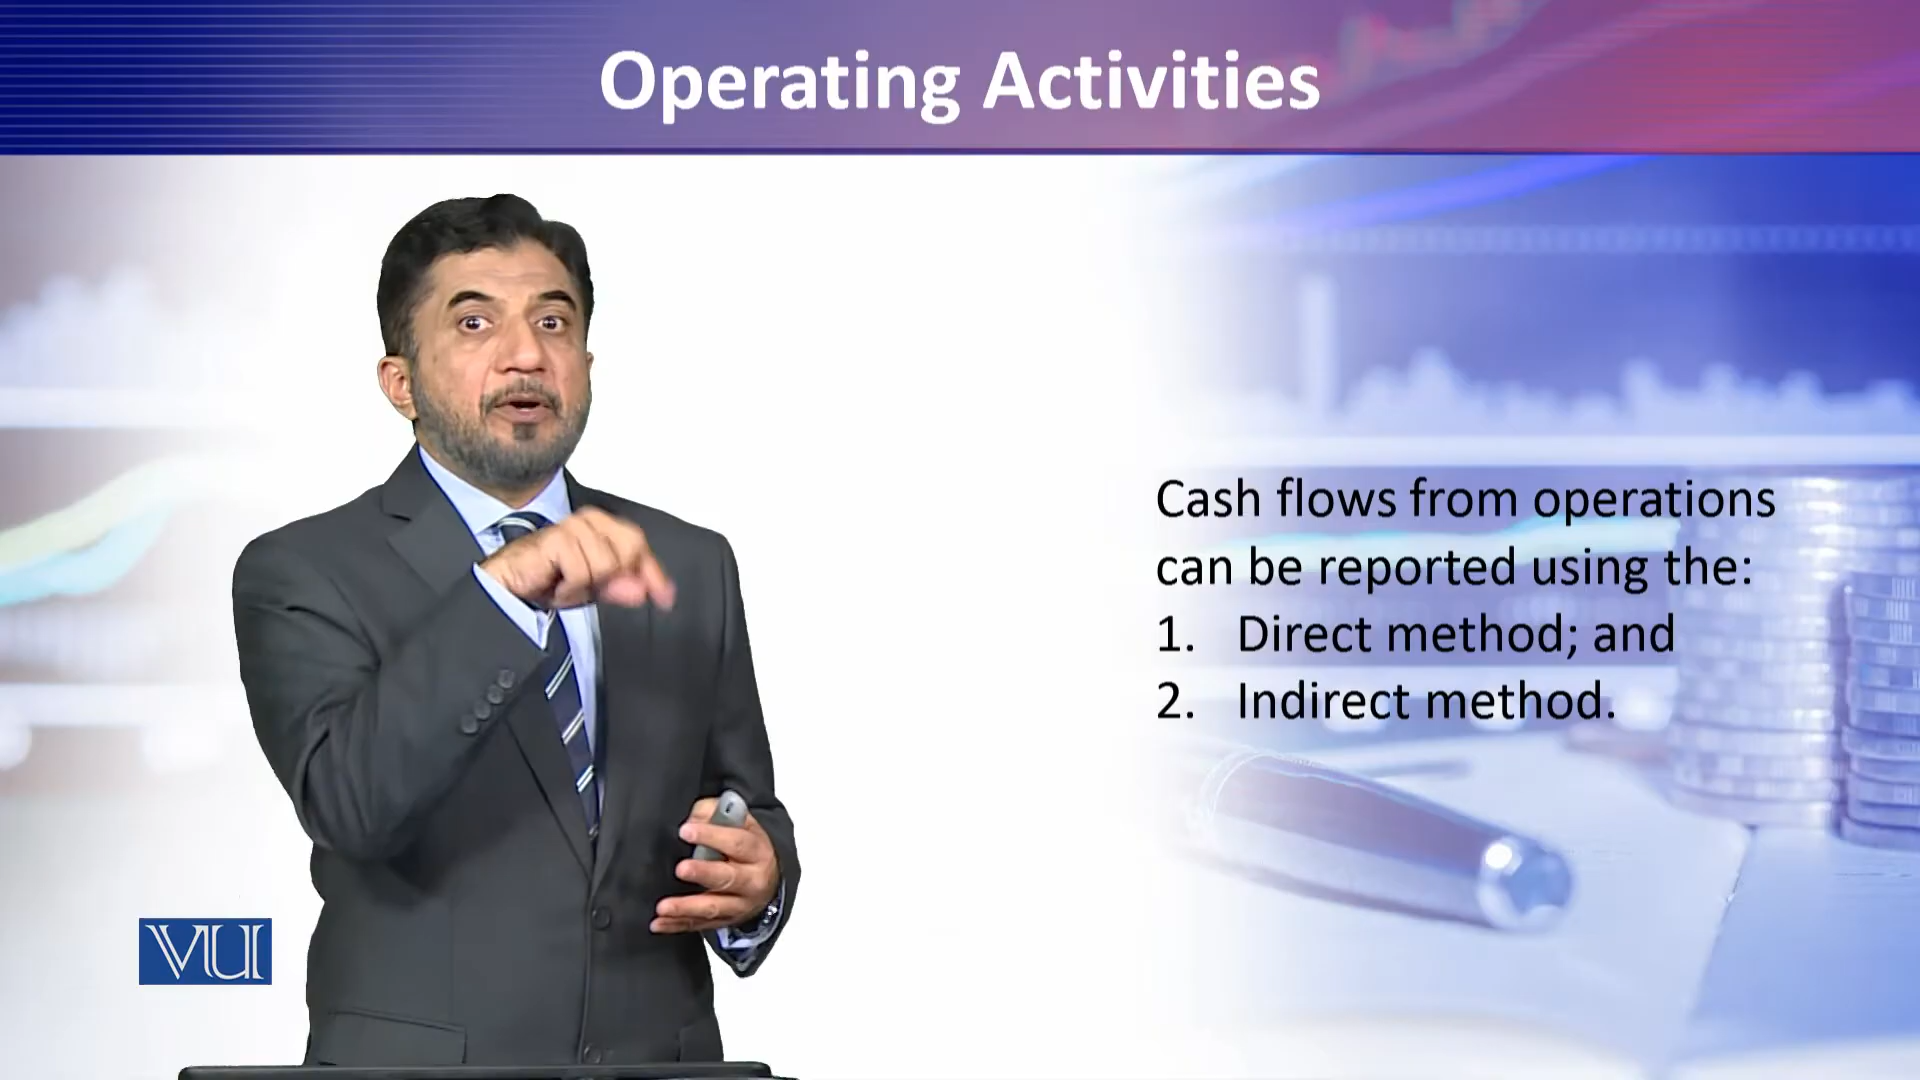 Operating Activities
Cash flows from operations
can be reported using the:
1. Direct method; and
2. Indirect method.
VU